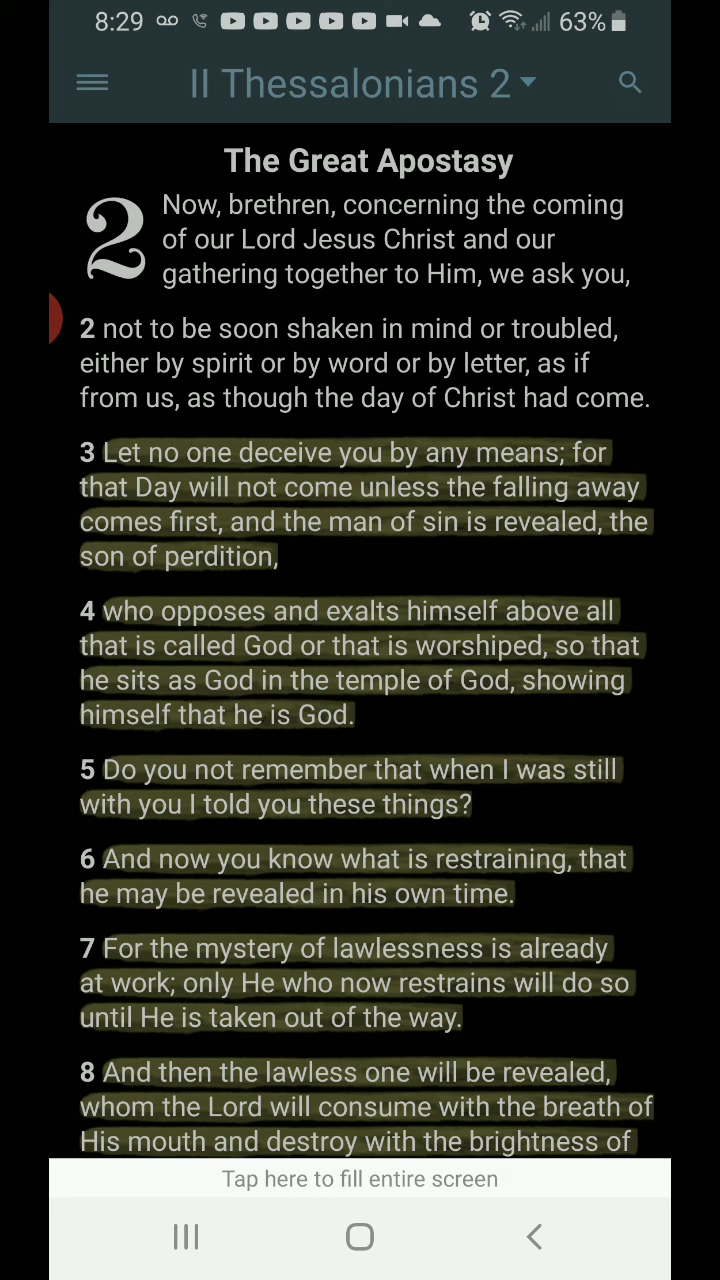 8:29 63%
II Thessalonians 2
The Great Apostasy
2 Now, brethren, concerning the coming
of our Lord Jesus Christ and our
gathering together to Him, we ask you,
2 not to be soon shaken in mind or troubled,
either by spirit or by word or by letter, as if
from us, as though the day of Christ had come.
3 Let no one deceive you by any means; for
that Day will not come unless the falling away
comes first, and the man of sin is revealed, the
son of perdition,
4 who opposes and exalts himself above all
that is called God or that is worshiped, so that
he sits as God in the temple of God, showing
himself that he is God.
5 Do you not remember that when I was still
with you I told you these things?
6 And now you know what is restraining, that
he may be revealed in his own time.
7 For the mystery of lawlessness is already
at work; only He who now restrains will do so
until He is taken out of the way.
8 And then the lawless one will be revealed,
whom the Lord will consume with the breath of
His mouth and destroy with the brightness of
Tap here to fill entire screen